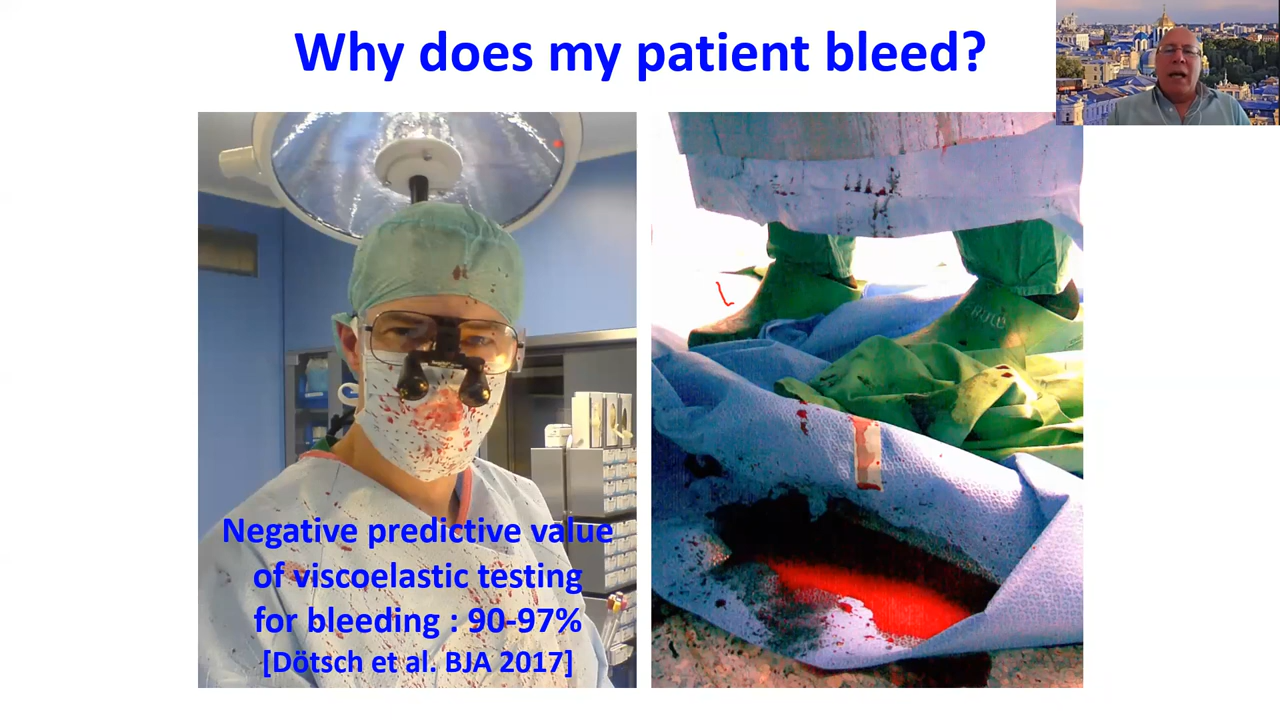 Why does my patient bleed?
Negative predictive value
of viscoelastic testing
for bleeding : 90-97%
[Dötsch et al. BJA 2017]